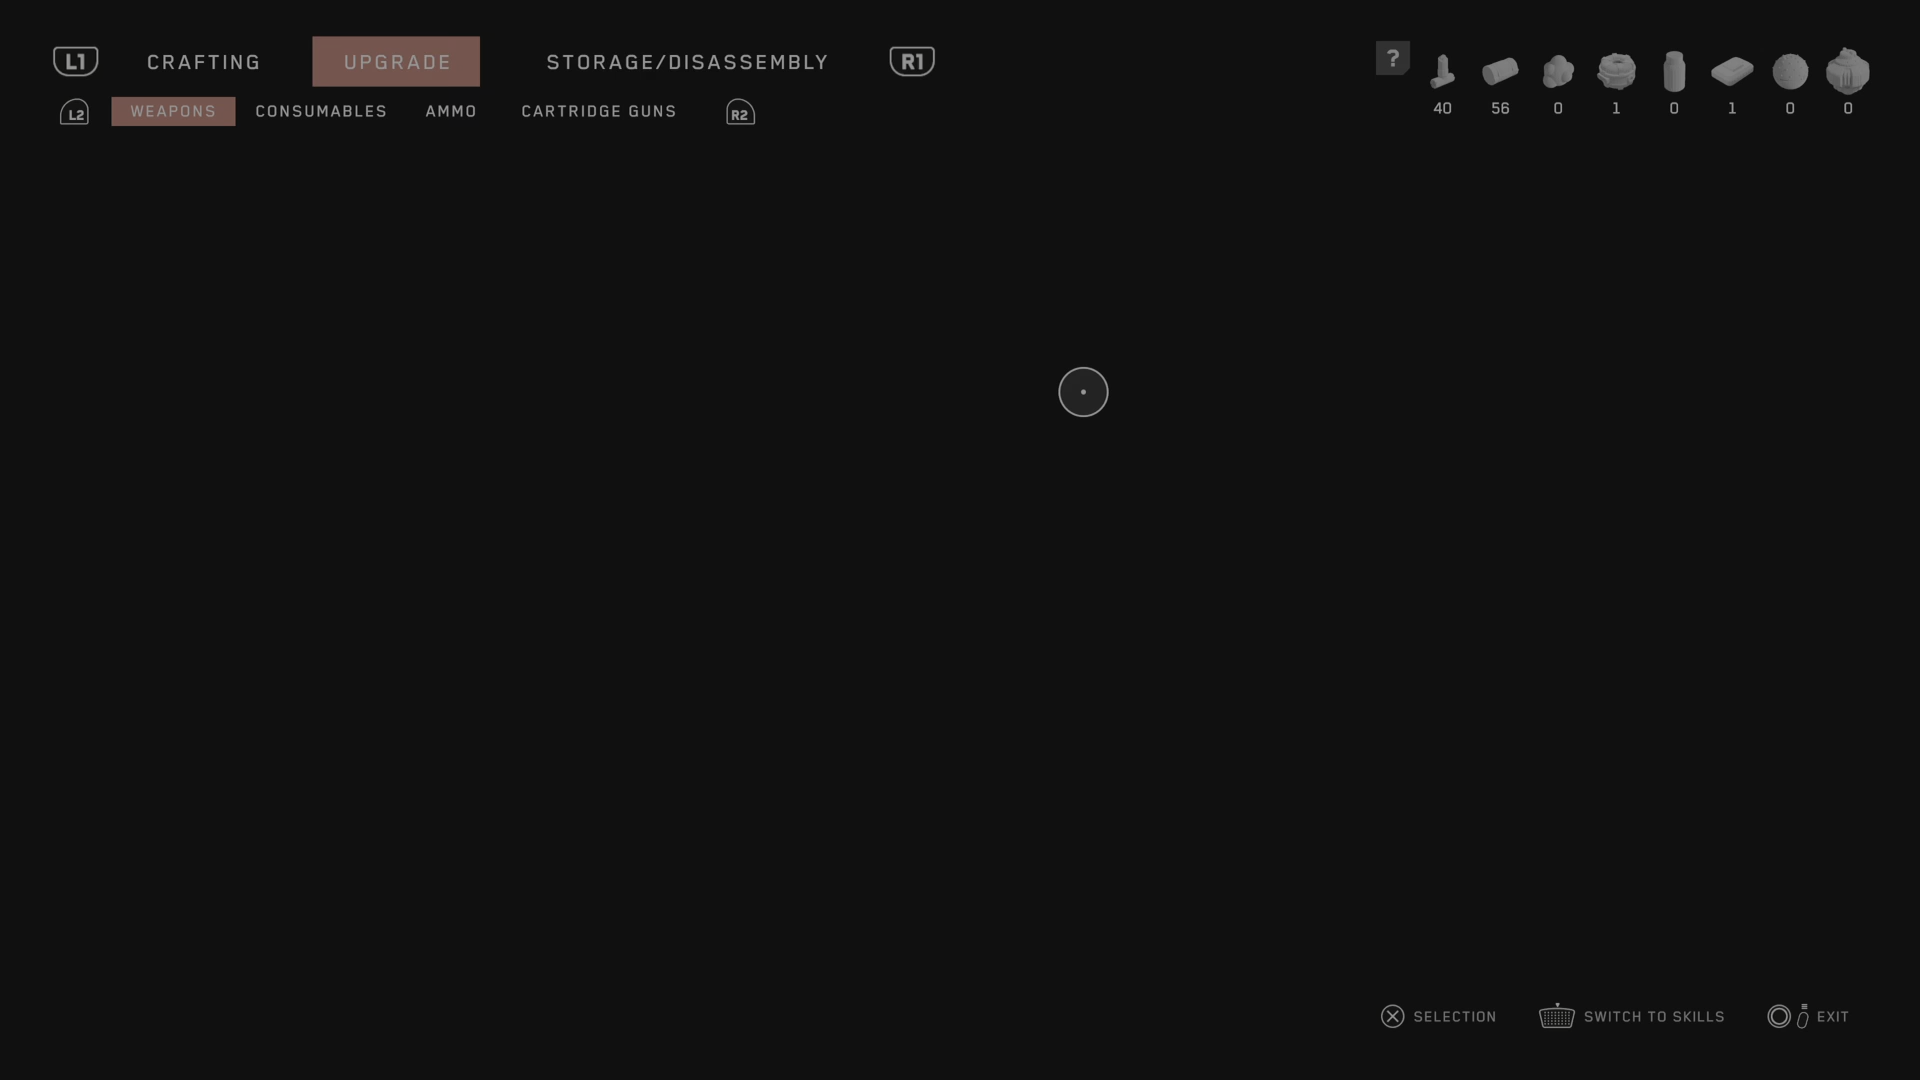 L1 CRAFTING UPGRADE STORAGE/DISASSEMBLY R1 ?
L2 WEAPONS CONSUMABLES AMMO CARTRIDGE GUNS R2
40 56 0 1 0 1 0 0
SELECTION SWITCH TO SKILLS EXIT